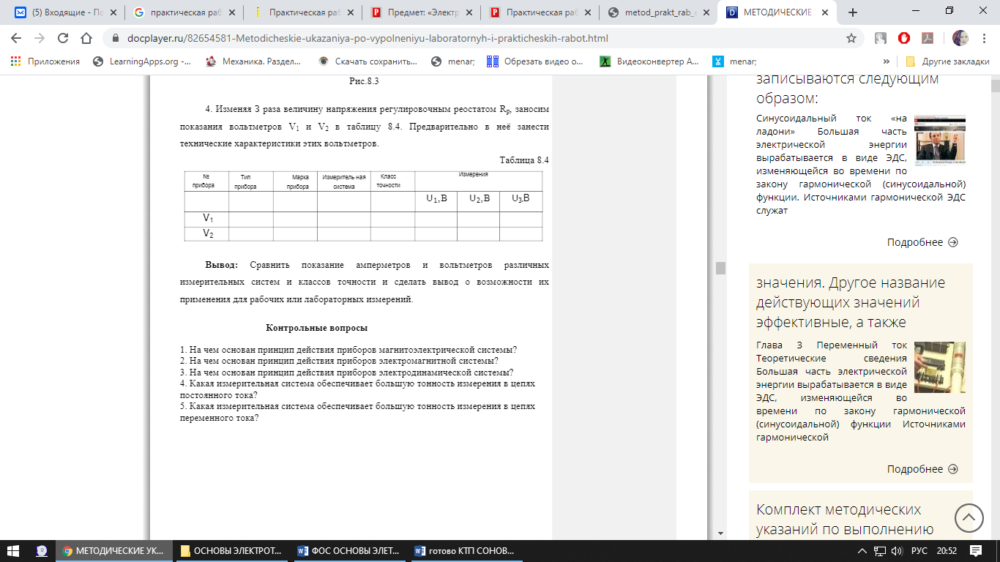 (5) Входящие - По
практическая раб
Практическая раб
Предмет: «Электр
Практическая раб
metod_prakt_rab_
МЕТОДИЧЕСКИЕ
docplayer.ru/82654581-Metodicheskie-ukazaniya-po-vypolneniyu-laboratornyh-i-prakticheskih-rabot.html
Приложения
LearningApps.org -...
Механика. Раздел...
Скачать сохранить...
menar;
Обрезать видео о...
Видеоконвертер А...
menar;
»
Другие закладки
Рис.8.3
4. Изменяя 3 раза величину напряжения регулировочным реостатом Rр, заносим
показания вольтметров V1 и V2 в таблицу 8.4. Предварительно в неё занести
технические характеристики этих вольтметров.
Таблица 8.4
№ прибора
Тип прибора
Марка прибора
Измеритель-ная система
Класс точности
Измерения
U1,В U2,В U3,В
V1
V2
Вывод: Сравнить показание амперметров и вольтметров различных
измерительных систем и классов точности и сделать вывод о возможности их
применения для рабочих или лабораторных измерений.
Контрольные вопросы
1. На чем основан принцип действия приборов магнитоэлектрической системы?
2. На чем основан принцип действия приборов электромагнитной системы?
3. На чем основан принцип действия приборов электродинамической системы?
4. Какая измерительная система обеспечивает большую тонность измерения в цепях
постоянного тока?
5. Какая измерительная система обеспечивает большую тонность измерения в цепях
переменного тока?
записываются следующим
образом:
Синусоидальный ток «на
ладони» Большая часть
электрической энергии
вырабатывается в виде ЭДС,
изменяющейся во времени по
закону гармонической (синусоидальной)
функции. Источниками гармонической ЭДС
служат
Подробнее
значения. Другое название
действующих значений
эффективные, а также
Глава 3 Переменный ток
Теоретические сведения
Большая часть электрической
энергии вырабатывается в виде
ЭДС, изменяющейся во
времени по закону гармонической
(синусоидальной) функции Источниками
гармонической
Подробнее
Комплект методических
указаний по выполнению
МЕТОДИЧЕСКИЕ УК...
ОСНОВЫ ЭЛЕКТРОТ...
ФОС ОСНОВЫ ЭЛЕТ...
готово КТП СОНОВ...
РУС
20:52